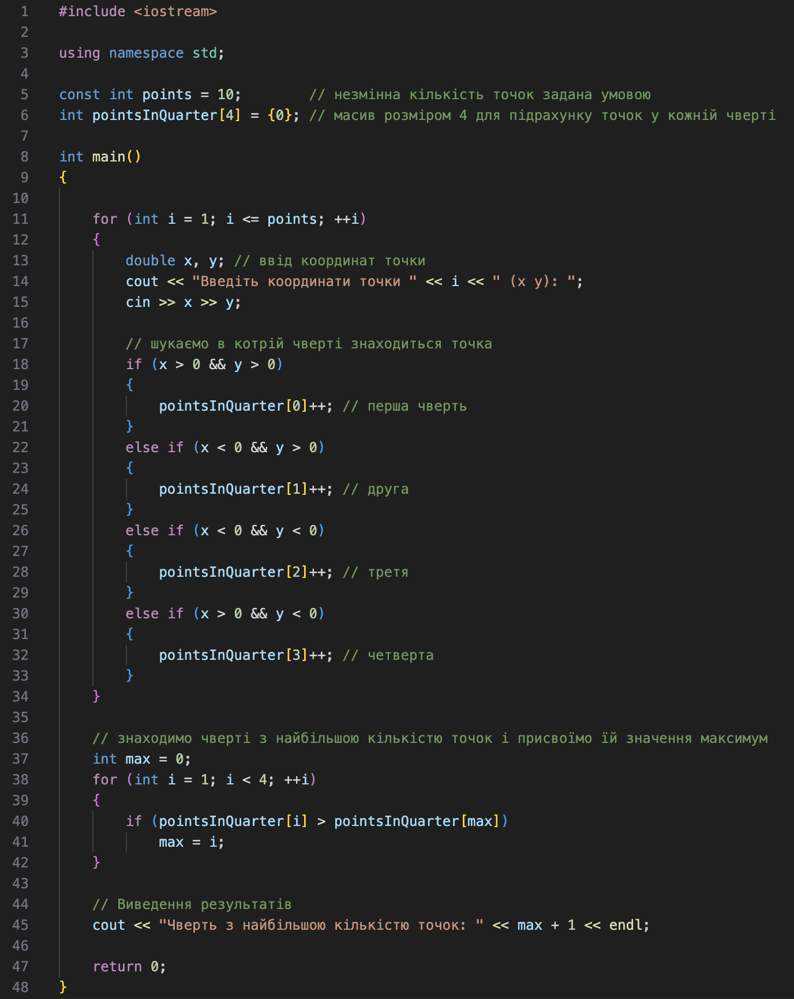 1 #include <iostream>
2
3 using namespace std;
4
5 const int points = 10;        // незмінна кількість точок задана умовою
6 int pointsInQuarter[4] = {0}; // масив розміром 4 для підрахунку точок у кожній чверті
7
8 int main()
9 {
10
11     for (int i = 1; i <= points; ++i)
12     {
13         double x, y; // ввід координат точки
14         cout << "Введіть координати точки " << i << " (x y): ";
15         cin >> x >> y;
16
17         // шукаємо в котрій чверті знаходиться точка
18         if (x > 0 && y > 0)
19         {
20             pointsInQuarter[0]++; // перша чверть
21         }
22         else if (x < 0 && y > 0)
23         {
24             pointsInQuarter[1]++; // друга
25         }
26         else if (x < 0 && y < 0)
27         {
28             pointsInQuarter[2]++; // третя
29         }
30         else if (x > 0 && y < 0)
31         {
32             pointsInQuarter[3]++; // четверта
33         }
34     }
35
36     // знаходимо чверті з найбільшою кількістю точок і присвоїмо їй значення максимум
37     int max = 0;
38     for (int i = 1; i < 4; ++i)
39     {
40         if (pointsInQuarter[i] > pointsInQuarter[max])
41             max = i;
42     }
43
44     // Виведення результатів
45     cout << "Чверть з найбільшою кількістю точок: " << max + 1 << endl;
46
47     return 0;
48 }